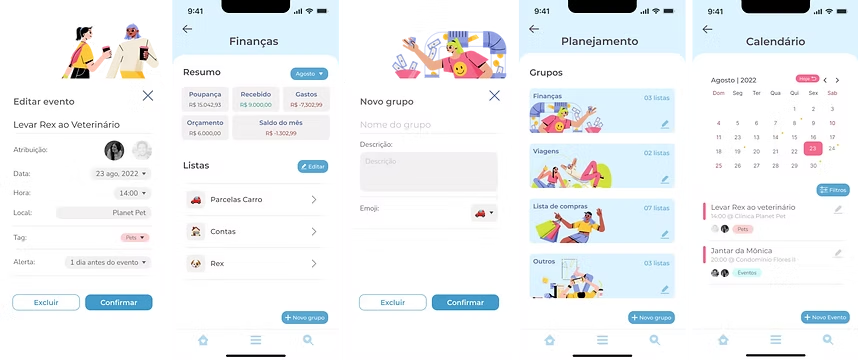 Editar evento
Levar Rex ao Veterinário
Atribuição:
Data: 23 ago, 2022
Hora: 14:00
Local: Planet Pet
Tag: Pets
Alerta: 1 dia antes do evento
Excluir Confirmar
9:41
Finanças
Resumo Agosto
Poupança Recebido Gastos
R$ 15.042,93 R$ 9.000,00 R$ -7,302,99
Orçamento Saldo do mês
R$ 6.000,00 R$ -1.302,99
Listas Editar
Parcelas Carro
Contas
Rex
+ Novo grupo
Novo grupo
Nome do grupo
Descrição:
Descrição
Emoji:
Excluir Confirmar
9:41
Planejamento
Grupos
Finanças 03 listas
Viagens 02 listas
Lista de compras 07 listas
Outros 03 listas
+ Novo grupo
9:41
Calendário
Agosto | 2022 Hoje
Dom Seg Ter Qua Qui Sex Sab
1 2 3
4 5 6 7 8 9 10
11 23 13 14 15 16 17
18 19 20 21 22 23 24
25 26 27 28 29 30
Filtros
Levar Rex ao veterinário
14:00 @ Clínica Planet Pet
Pets
Jantar da Mônica
20:00 @ Condomínio Flores II
Eventos
+ Novo Evento